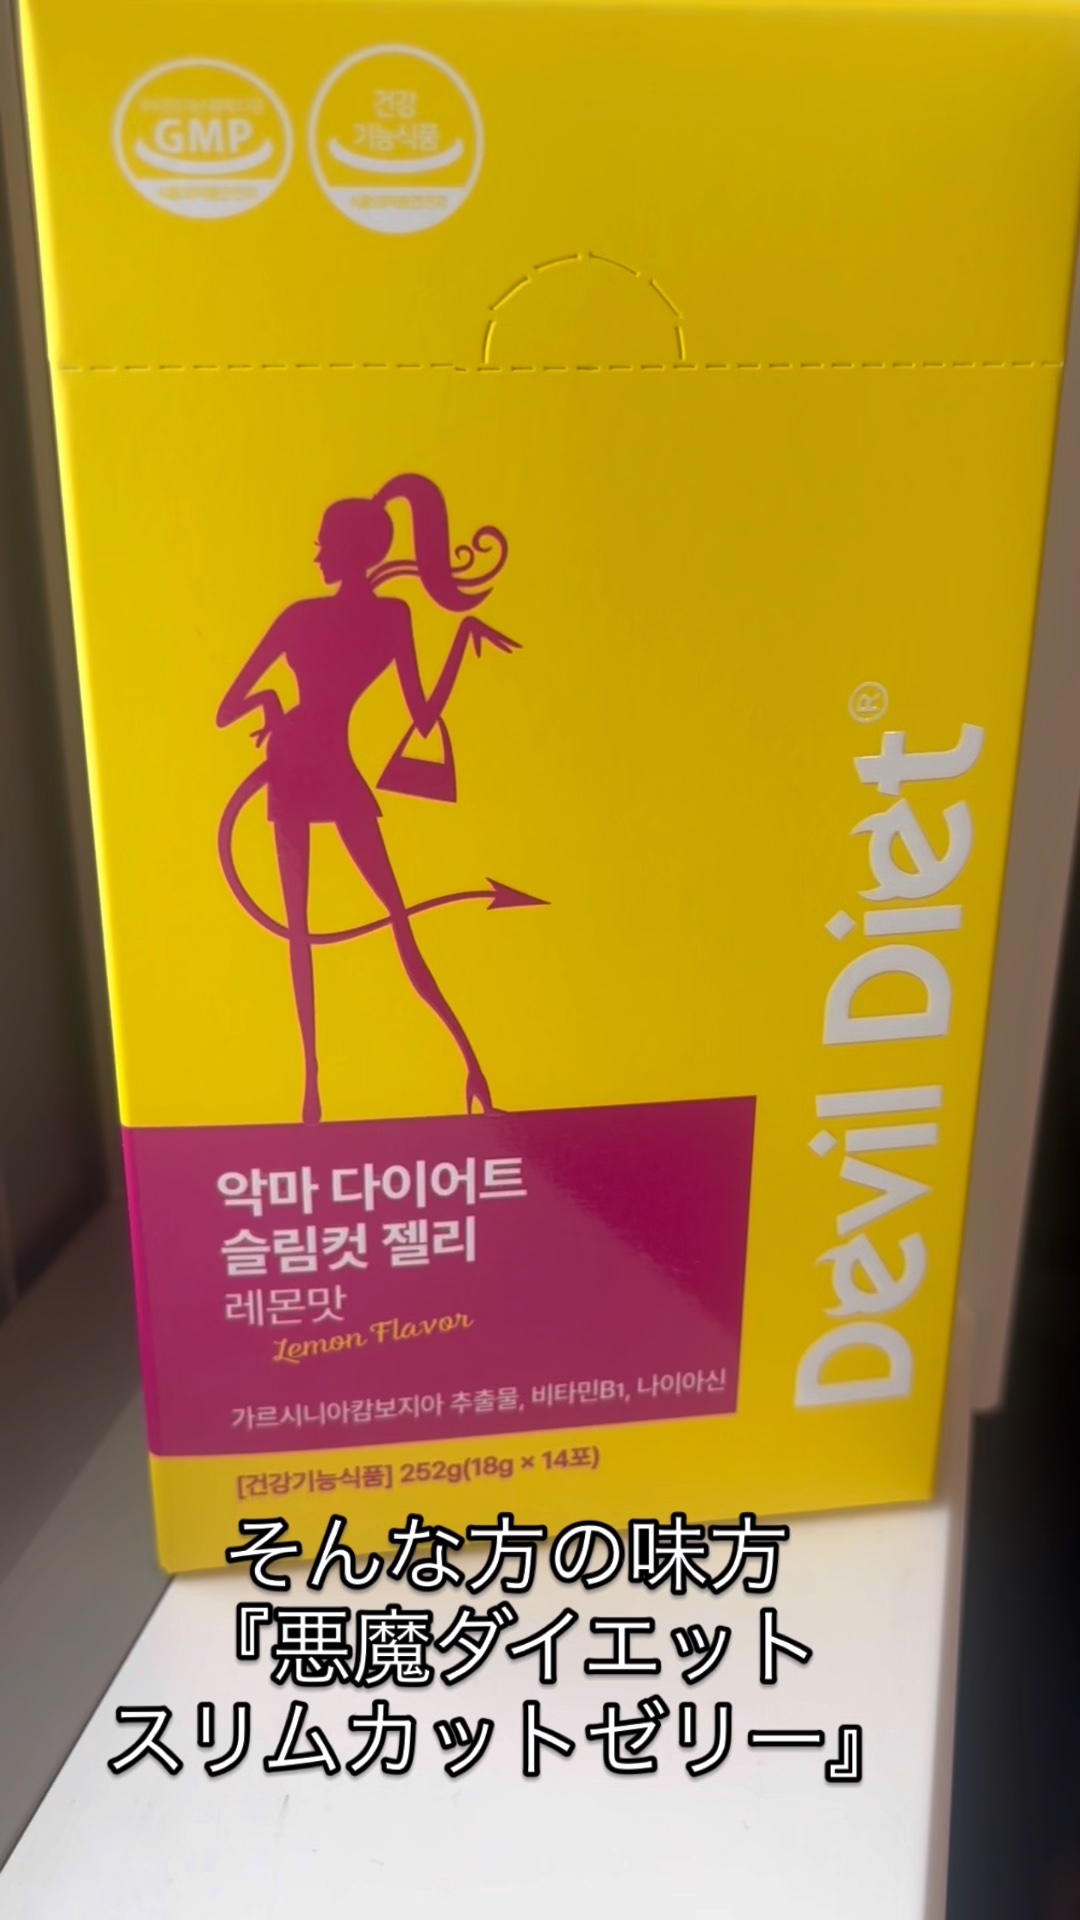 GMP
건강
기능식품
Devil Diet®
악마 다이어트
슬림컷 젤리
레몬맛
Lemon Flavor
가르시니아캄보지아 추출물, 비타민B1, 나이아신
[건강기능식품] 252g(18g × 14포)
そんな方の味方
『悪魔ダイエット
スリムカットゼリー』